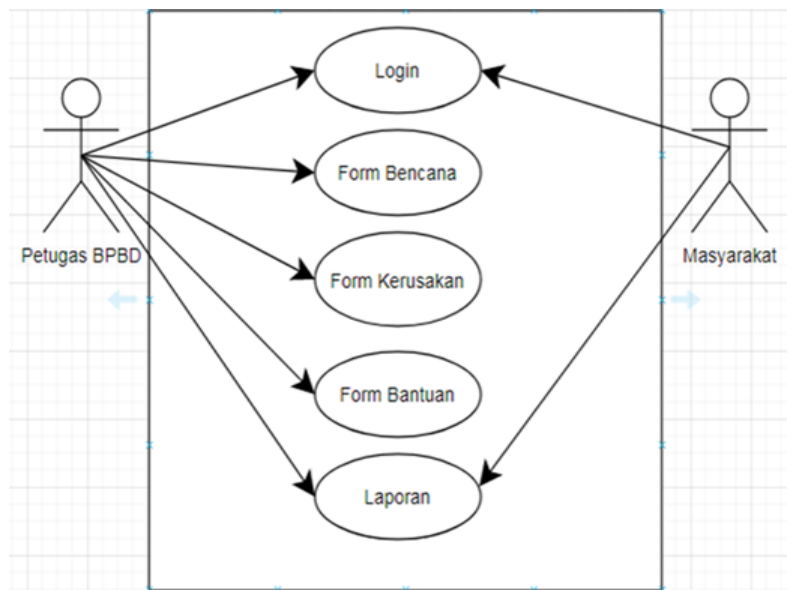 Login
Form Bencana
Petugas BPBD
Masyarakat
Form Kerusakan
Form Bantuan
Laporan